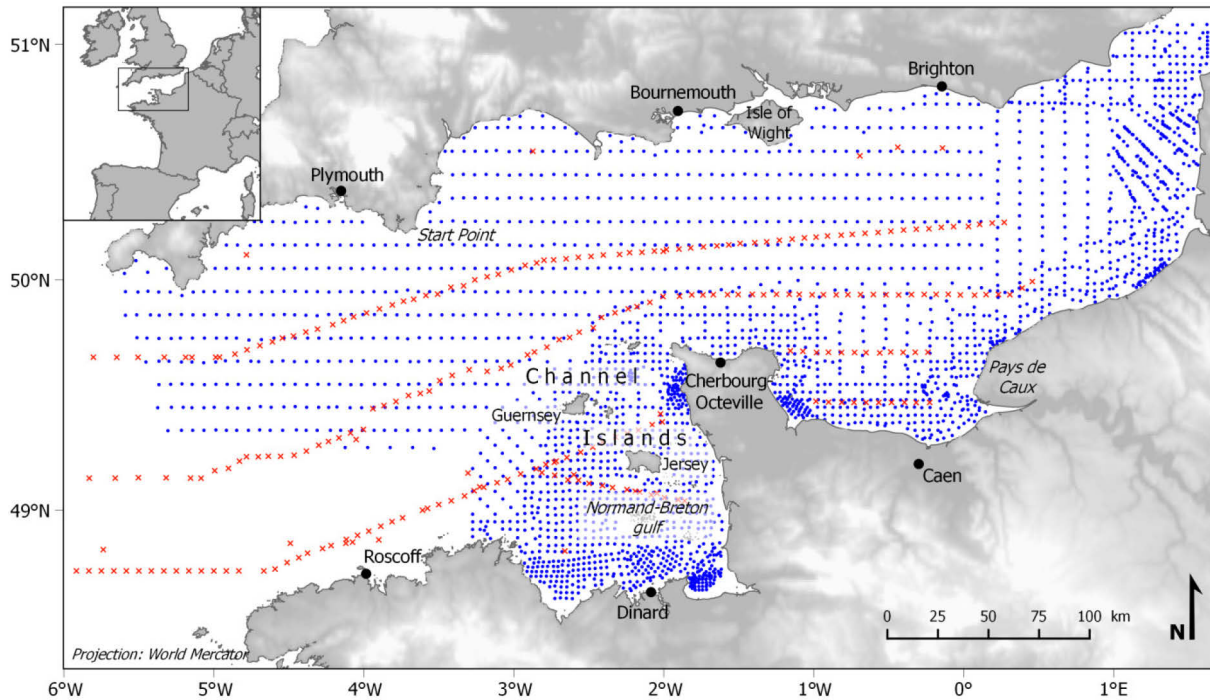 51°N
Brighton
Bournemouth
Isle of
Wight
Plymouth
Start Point
50°N
Channel
Cherbourg-
Octeville
Pays de
Caux
Guernsey
Islands
Jersey
Caen
49°N
Normand-Breton
gulf
Roscoff
Dinard
0 25 50 75 100 km
N
Projection: World Mercator
6°W 5°W 4°W 3°W 2°W 1°W 0° 1°E